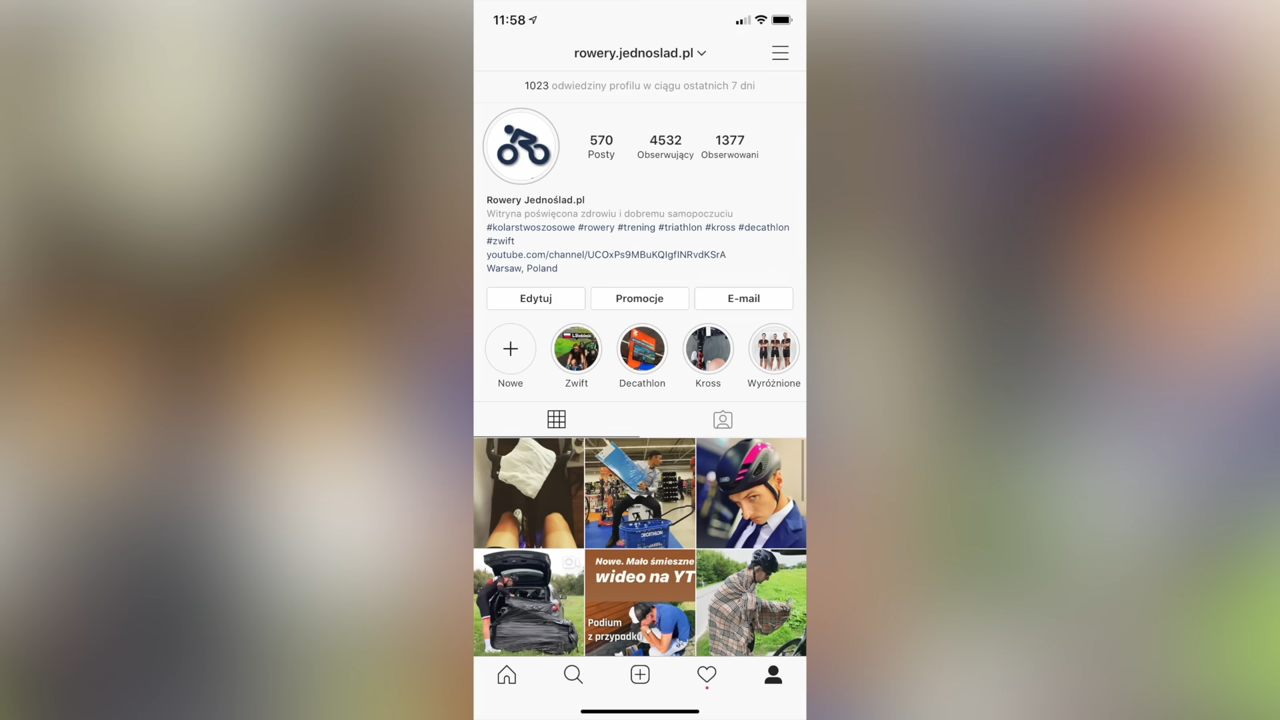 11:58
rowery.jednoslad.pl
1023 odwiedziny profilu w ciągu ostatnich 7 dni
570 4532 1377
Posty Obserwujący Obserwowani
Rowery Jednoślad.pl
Witryna poświęcona zdrowiu i dobremu samopoczuciu
#kolarstwoszosowe #rowery #trening #triathlon #kross #decathlon
#zwift
youtube.com/channel/UCOxPs9MBuKQIgfINRvdKSrA
Warsaw, Poland
Edytuj Promocje E-mail
Nowe Zwift Decathlon Kross Wyróżnione
DECATHLON
Nowe. Mało śmieszne
wideo na YT
Podium
z przypadku